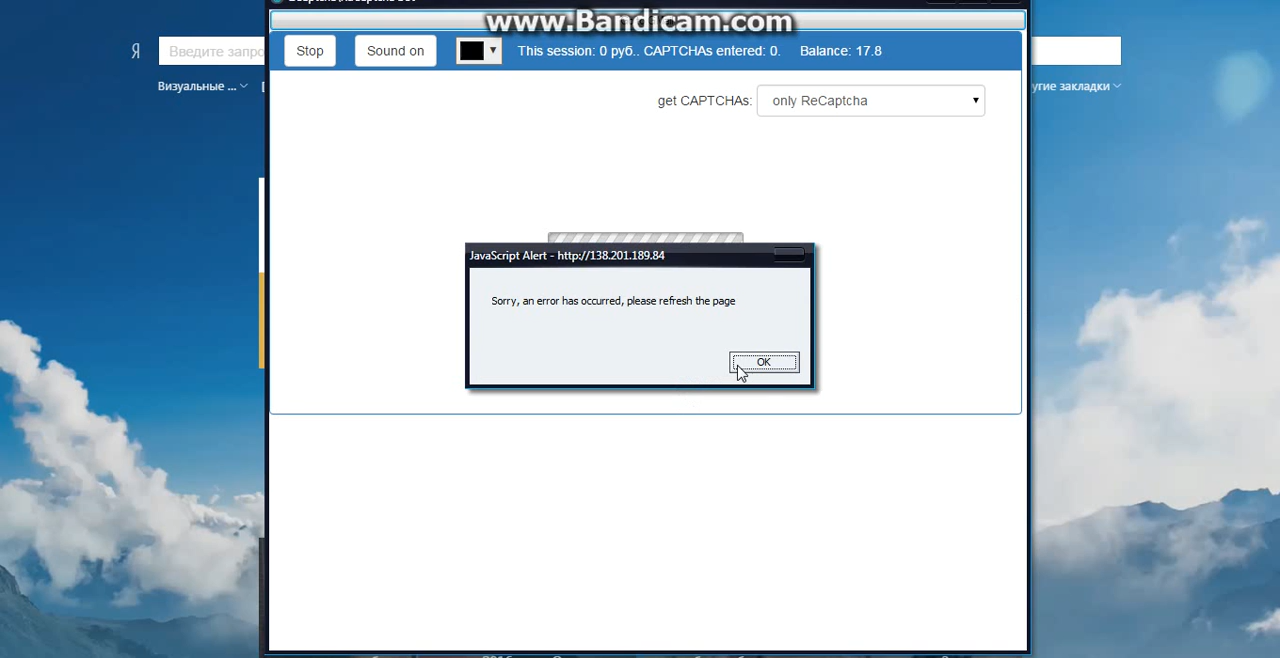 www.Bandicam.com
Я Введите запро
Визуальные ...
угие закладки
Stop Sound on This session: 0 руб.. CAPTCHAs entered: 0. Balance: 17.8
get CAPTCHAs: only ReCaptcha
JavaScript Alert - http://138.201.189.84
Sorry, an error has occurred, please refresh the page
OK